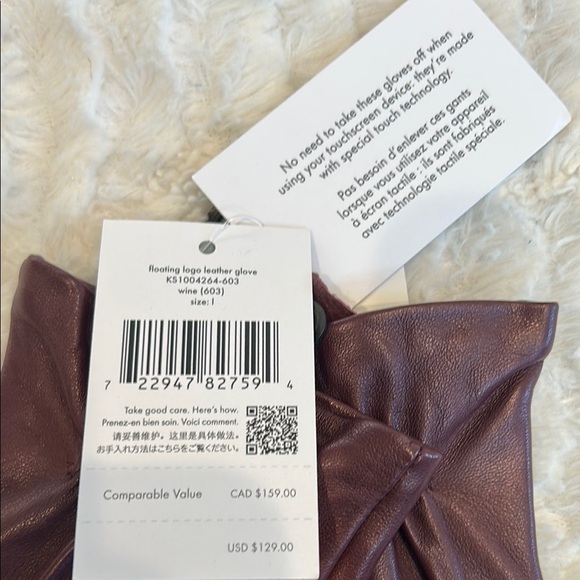 No need to take these gloves off when
using your touchscreen device: they're made
with special touch technology.
Pas besoin d'enlever ces gants
lorsque vous utilisez votre appareil
à écran tactile : ils sont fabriqués
avec technologie tactile spéciale.
floating logo leather glove
KS1004264-603
wine (603)
size: l
7 22947 82759 4
Take good care. Here's how.
Prenez-en bien soin. Voici comment.
请妥善维护。这里是具体做法。
お手入れ方法はこちらをご覧ください。
Comparable Value CAD $159.00
USD $129.00